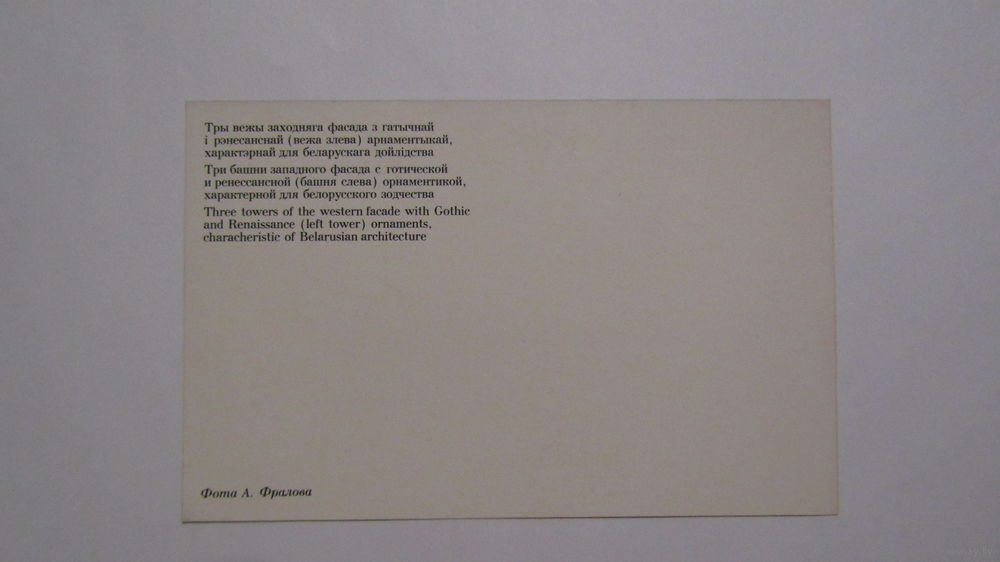 Тры вежы заходняга фасада з гатычнай
і рэнесанснай (вежа злева) арнаментыкай,
характэрнай для беларускага дойлідства
Три башни западного фасада с готической
и ренессансной (башня слева) орнаментикой,
характерной для белорусского зодчества
Three towers of the western facade with Gothic
and Renaissance (left tower) ornaments,
characheristic of Belarusian architecture
Фота А. Фралова